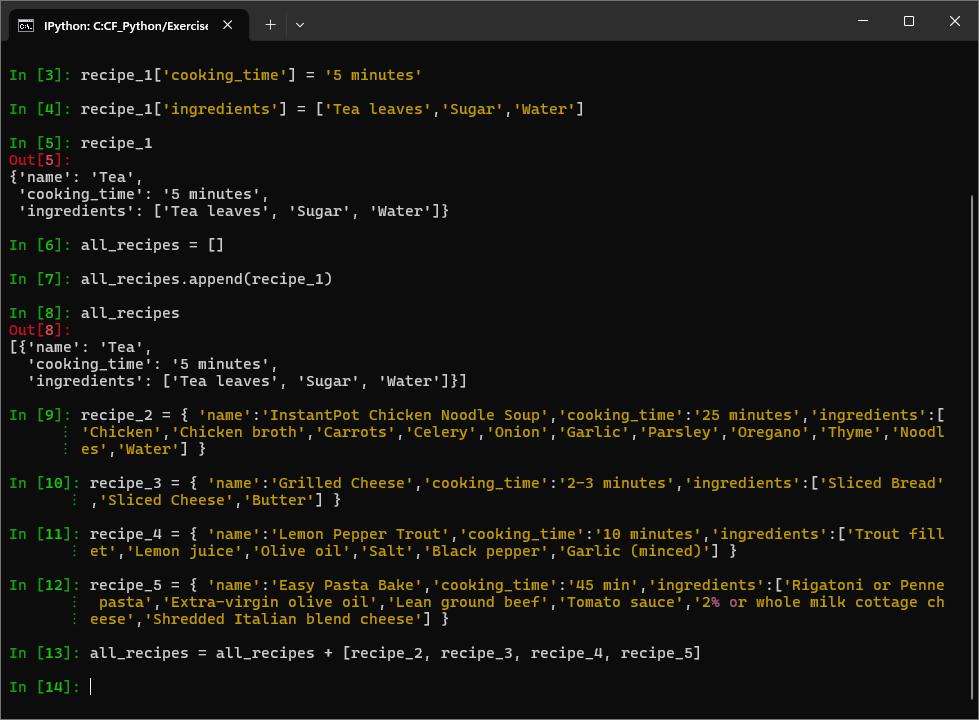 IPython: C:CF_Python/Exercise
In [3]: recipe_1['cooking_time'] = '5 minutes'
In [4]: recipe_1['ingredients'] = ['Tea leaves','Sugar','Water']
In [5]: recipe_1
Out[5]:
{'name': 'Tea',
 'cooking_time': '5 minutes',
 'ingredients': ['Tea leaves', 'Sugar', 'Water']}
In [6]: all_recipes = []
In [7]: all_recipes.append(recipe_1)
In [8]: all_recipes
Out[8]:
[{'name': 'Tea',
  'cooking_time': '5 minutes',
  'ingredients': ['Tea leaves', 'Sugar', 'Water']}]
In [9]: recipe_2 = { 'name':'InstantPot Chicken Noodle Soup','cooking_time':'25 minutes','ingredients':[
      ⋮ 'Chicken','Chicken broth','Carrots','Celery','Onion','Garlic','Parsley','Oregano','Thyme','Noodl
      ⋮ es','Water'] }
In [10]: recipe_3 = { 'name':'Grilled Cheese','cooking_time':'2-3 minutes','ingredients':['Sliced Bread'
       ⋮ ,'Sliced Cheese','Butter'] }
In [11]: recipe_4 = { 'name':'Lemon Pepper Trout','cooking_time':'10 minutes','ingredients':['Trout fill
       ⋮ et','Lemon juice','Olive oil','Salt','Black pepper','Garlic (minced)'] }
In [12]: recipe_5 = { 'name':'Easy Pasta Bake','cooking_time':'45 min','ingredients':['Rigatoni or Penne
       ⋮  pasta','Extra-virgin olive oil','Lean ground beef','Tomato sauce','2% or whole milk cottage ch
       ⋮ eese','Shredded Italian blend cheese'] }
In [13]: all_recipes = all_recipes + [recipe_2, recipe_3, recipe_4, recipe_5]
In [14]: